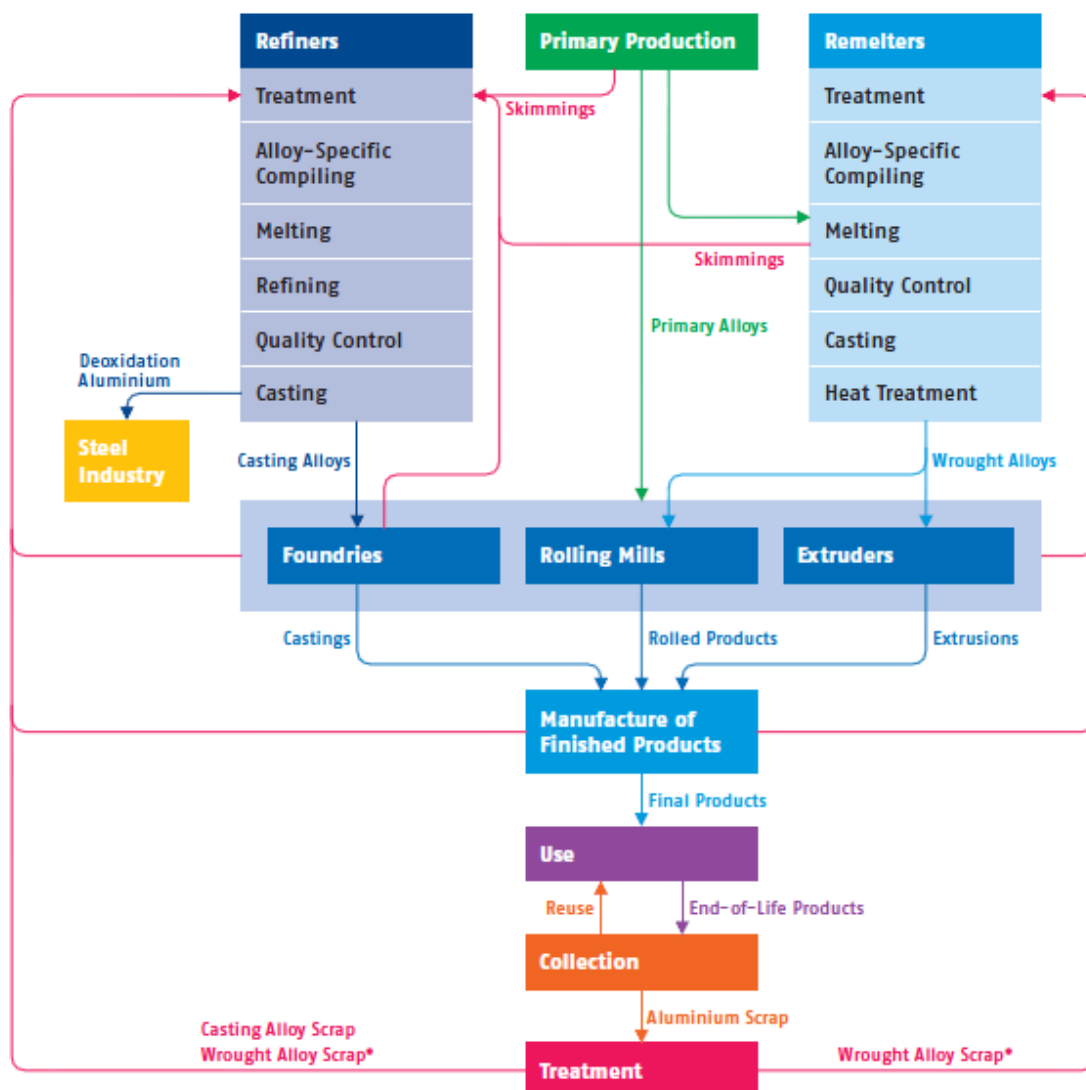 Refiners
Primary Production
Remelters
Treatment
Skimmings
Treatment
Alloy-Specific
Compiling
Alloy-Specific
Compiling
Melting
Skimmings
Melting
Refining
Quality Control
Primary Alloys
Quality Control
Casting
Deoxidation
Aluminium
Casting
Heat Treatment
Steel
Industry
Casting Alloys
Wrought Alloys
Foundries
Rolling Mills
Extruders
Castings
Rolled Products
Extrusions
Manufacture of
Finished Products
Final Products
Use
Reuse
End-of-Life Products
Collection
Aluminium Scrap
Casting Alloy Scrap
Wrought Alloy Scrap*
Treatment
Wrought Alloy Scrap*